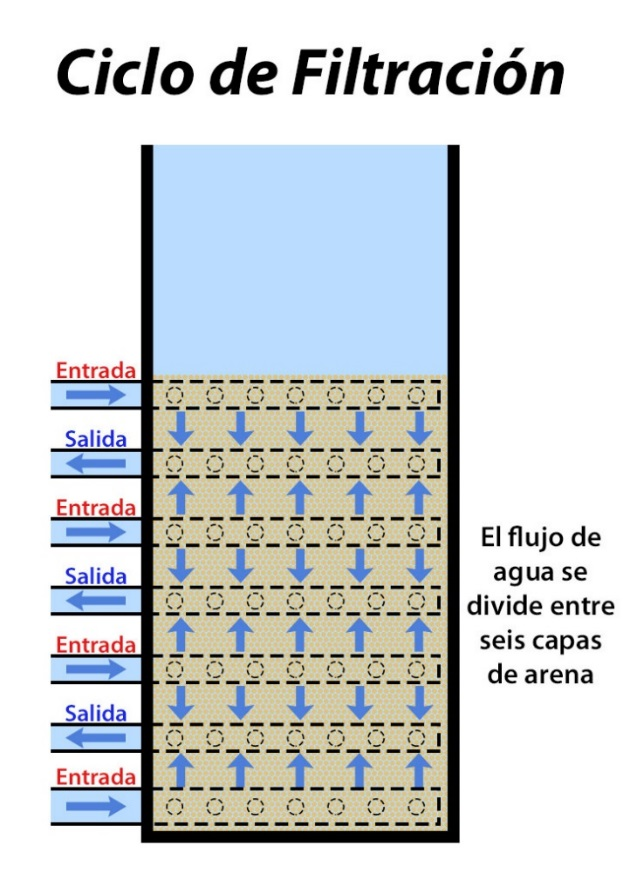 Ciclo de Filtración
Entrada
Salida
Entrada
Salida
Entrada
Salida
Entrada
El flujo de
agua se
divide entre
seis capas
de arena